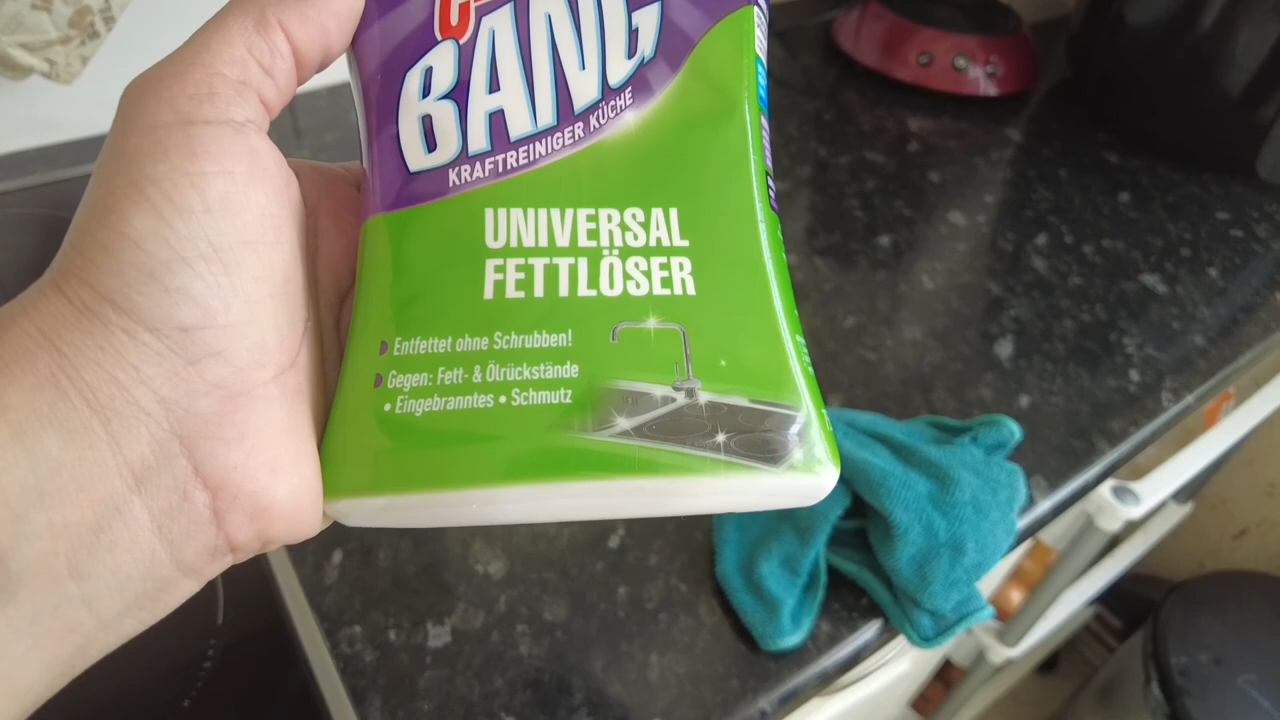 BANG
KRAFTREINIGER KÜCHE
UNIVERSAL
FETTLÖSER
Entfettet ohne Schrubben!
Gegen: Fett- & Ölrückstände
• Eingebranntes • Schmutz